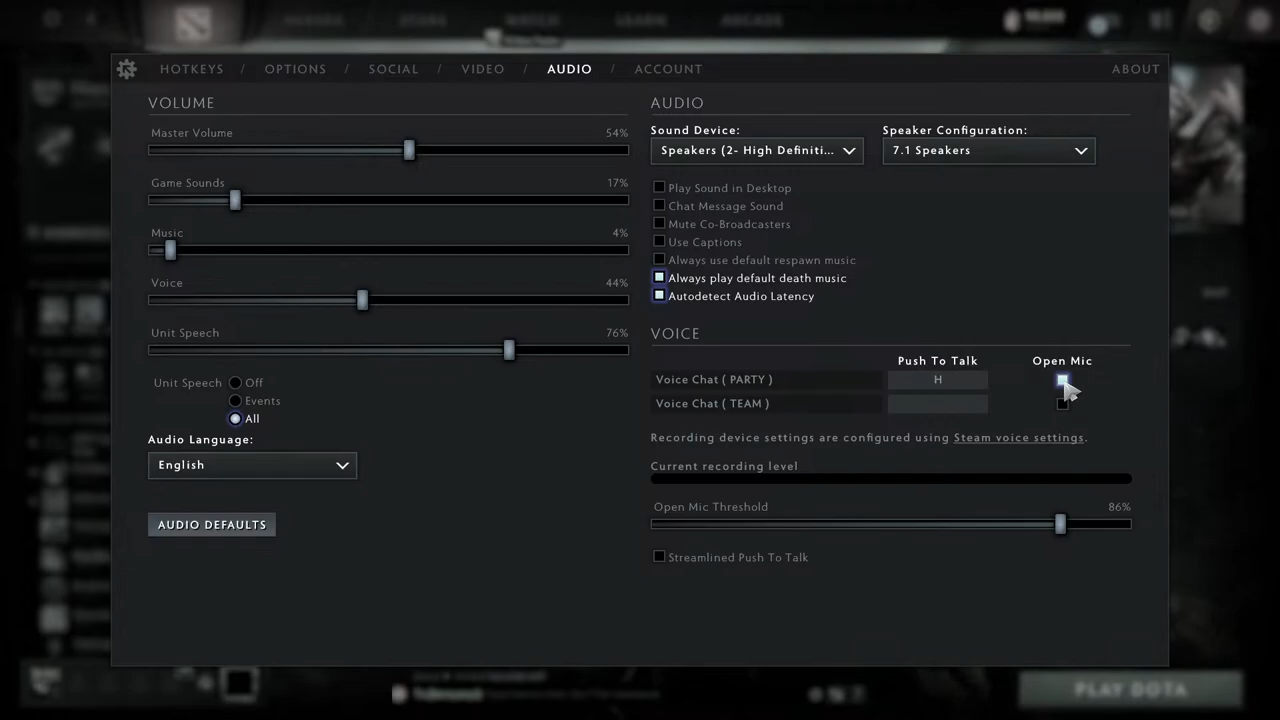 HOTKEYS / OPTIONS / SOCIAL / VIDEO / AUDIO / ACCOUNT ABOUT
VOLUME
Master Volume 54%
Game Sounds 17%
Music 4%
Voice 44%
Unit Speech 76%
Unit Speech Off
Events
All
Audio Language:
English
AUDIO DEFAULTS
AUDIO
Sound Device: Speaker Configuration:
Speakers (2- High Definiti... 7.1 Speakers
Play Sound in Desktop
Chat Message Sound
Mute Co-Broadcasters
Use Captions
Always use default respawn music
Always play default death music
Autodetect Audio Latency
VOICE
Push To Talk Open Mic
Voice Chat ( PARTY ) H
Voice Chat ( TEAM )
Recording device settings are configured using Steam voice settings.
Current recording level
Open Mic Threshold 86%
Streamlined Push To Talk
PLAY DOTA